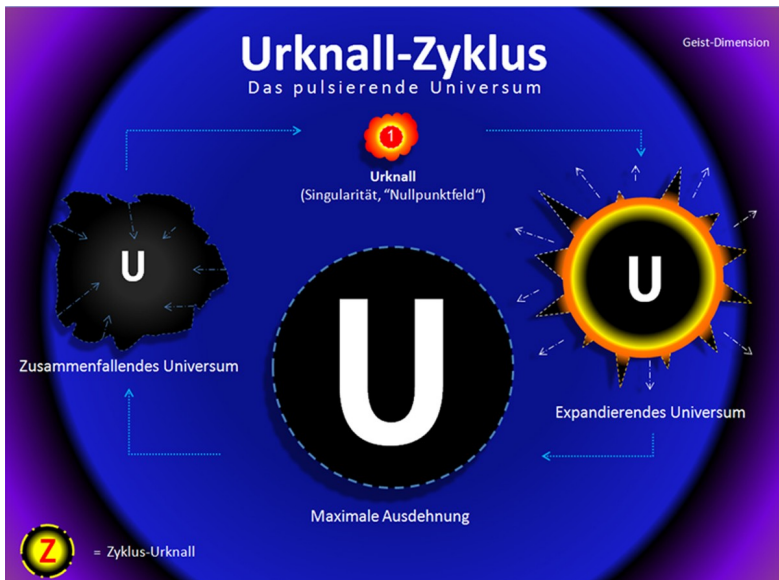 Urknall-Zyklus
Das pulsierende Universum
Geist-Dimension
1
Urknall
(Singularität, "Nullpunktfeld“)
U
U
U
Zusammenfallendes Universum
Expandierendes Universum
Maximale Ausdehnung
Z = Zyklus-Urknall